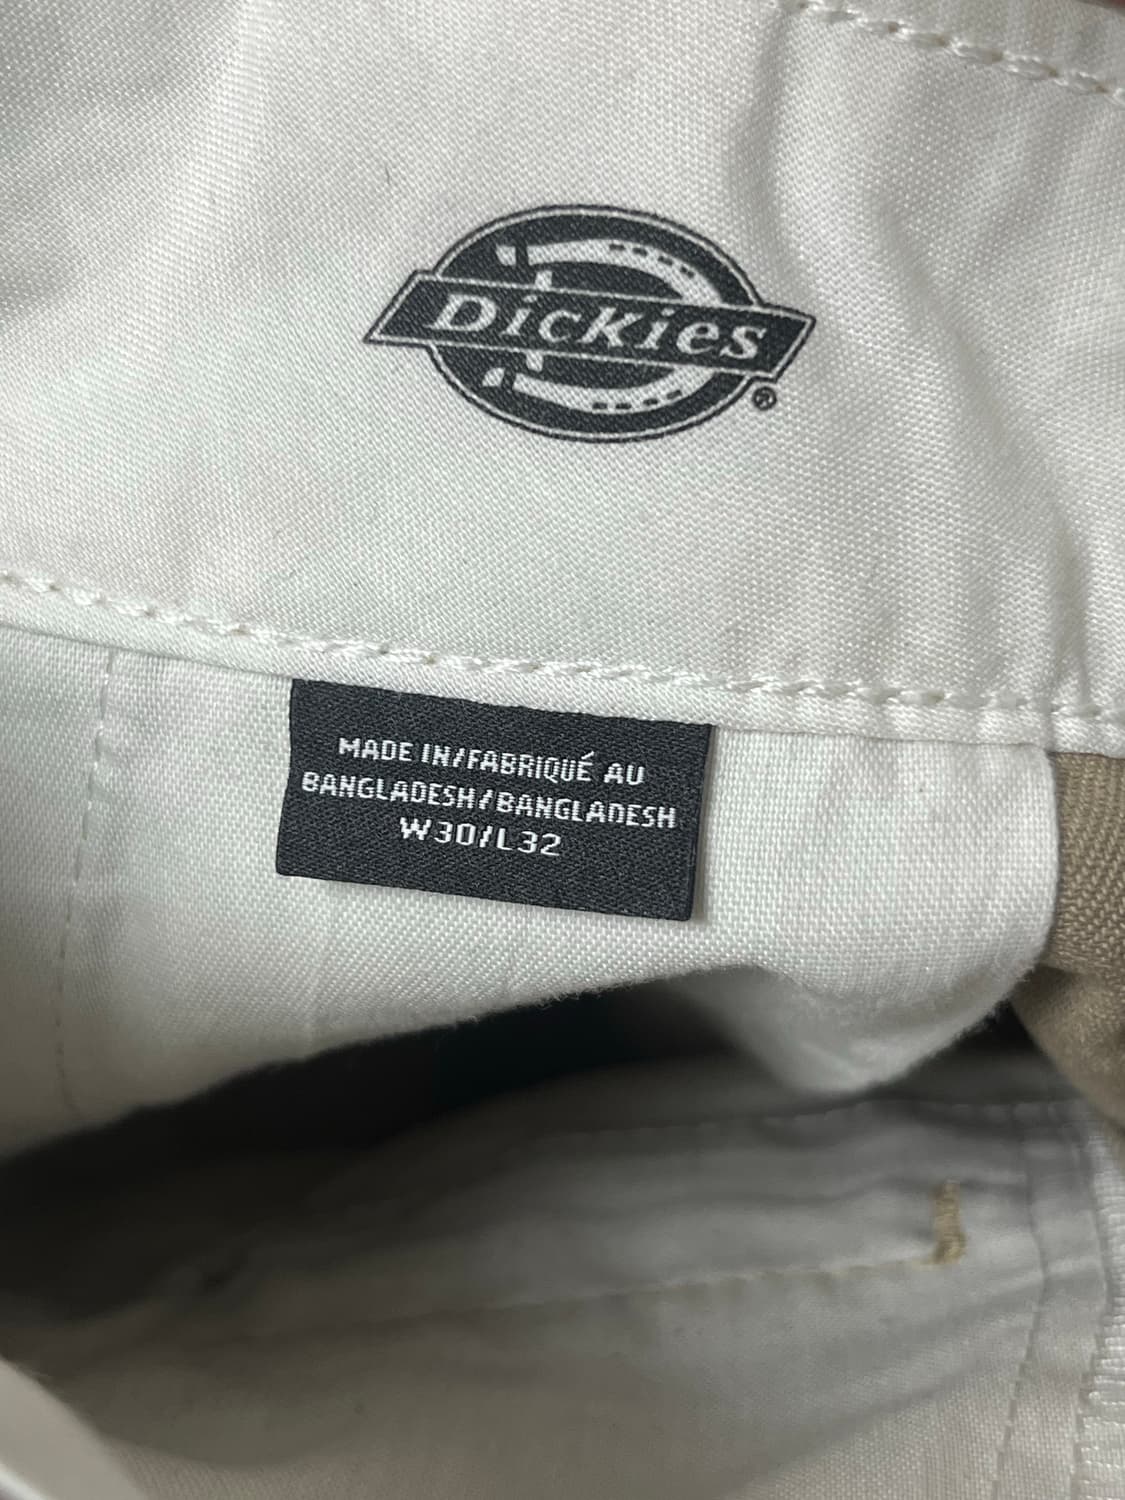 Dickies
®
MADE IN/FABRIQUÉ AU
BANGLADESH/BANGLADESH
W30/L32